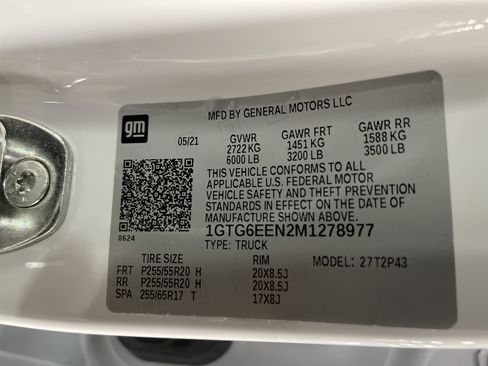 MFD BY GENERAL MOTORS LLC
gm
05/21 GVWR GAWR FRT GAWR RR
2722 KG 1451 KG 1588 KG
6000 LB 3200 LB 3500 LB
THIS VEHICLE CONFORMS TO ALL
APPLICABLE U.S. FEDERAL MOTOR
VEHICLE SAFETY AND THEFT PREVENTION
STANDARDS IN EFFECT ON THE DATE OF
MANUFACTURE SHOWN ABOVE.
8624
1GTG6EEN2M1278977
TYPE: TRUCK
TIRE SIZE RIM MODEL: 27T2P43
FRT P255/55R20 H 20X8.5J
RR P255/55R20 H 20X8.5J
SPA 255/65R17 T 17X8J